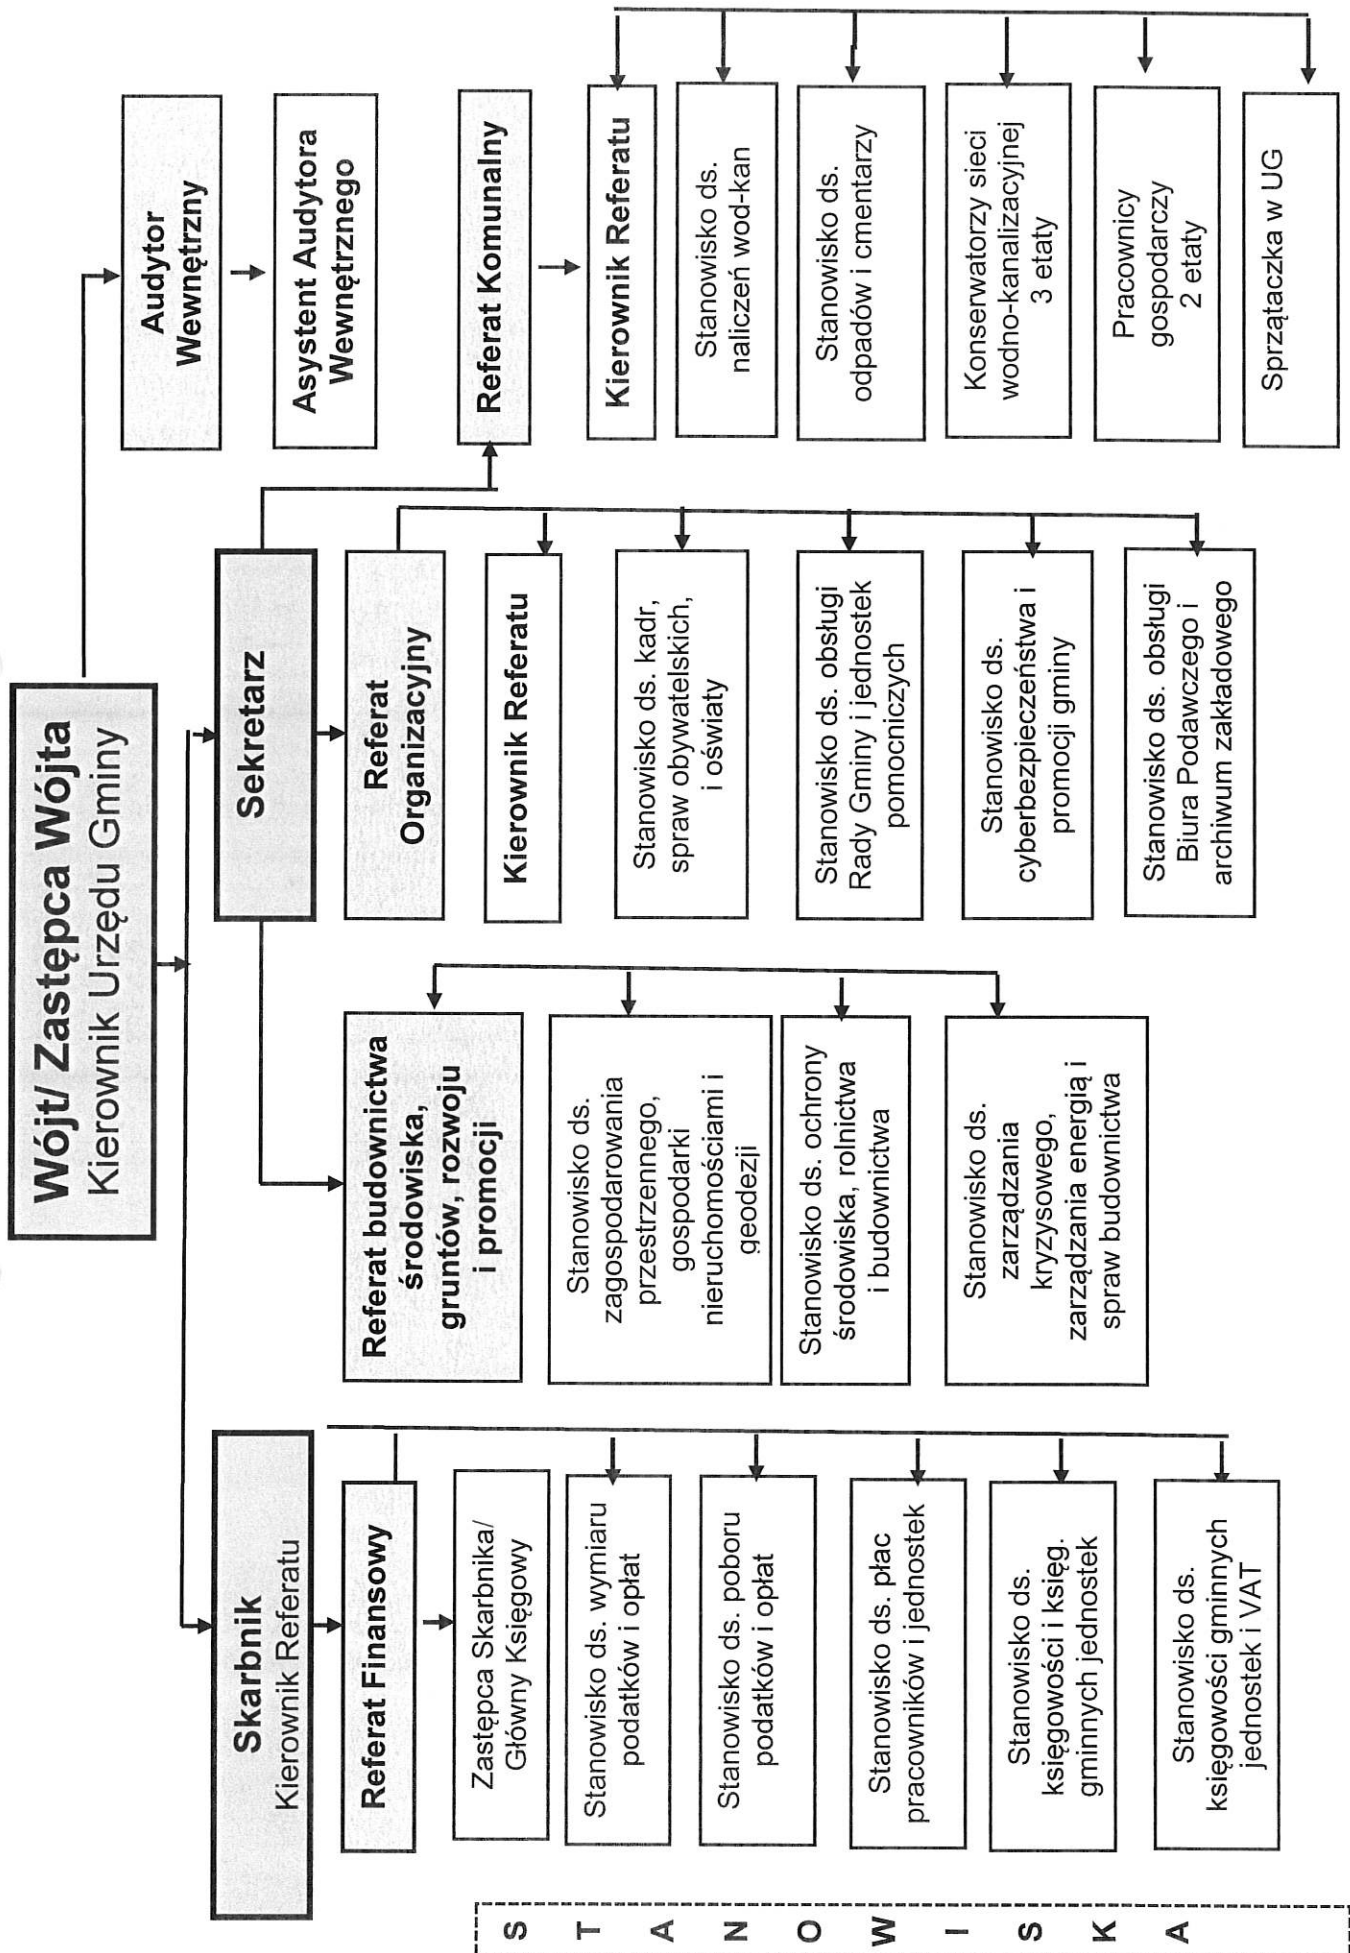 Wójt/ Zastępca Wójta
Kierownik Urzędu Gminy
Audytor
Wewnętrzny
Asystent Audytora
Wewnętrznego
Skarbnik
Kierownik Referatu
Referat Finansowy
Zastępca Skarbnika/
Główny Księgowy
Stanowisko ds. wymiaru
podatków i opłat
Stanowisko ds. poboru
podatków i opłat
Stanowisko ds. płac
pracowników i jednostek
Stanowisko ds.
księgowości i księg.
gminnych jednostek
Stanowisko ds.
księgowości gminnych
jednostek i VAT
Sekretarz
Referat budownictwa
środowiska,
gruntów, rozwoju
i promocji
Stanowisko ds.
zagospodarowania
przestrzennego,
gospodarki
nieruchomościami i
geodezji
Stanowisko ds. ochrony
środowiska, rolnictwa
i budownictwa
Stanowisko ds.
zarządzania
kryzysowego,
zarządzania energią i
spraw budownictwa
Referat
Organizacyjny
Kierownik Referatu
Stanowisko ds. kadr,
spraw obywatelskich,
i oświaty
Stanowisko ds. obsługi
Rady Gminy i jednostek
pomocniczych
Stanowisko ds.
cyberbezpieczeństwa i
promocji gminy
Stanowisko ds. obsługi
Biura Podawczego i
archiwum zakładowego
Referat Komunalny
Kierownik Referatu
Stanowisko ds.
naliczeń wod-kan
Stanowisko ds.
odpadów i cmentarzy
Konserwatorzy sieci
wodno-kanalizacyjnej
3 etaty
Pracownicy
gospodarczy
2 etaty
Sprzątaczka w UG
S
T
A
N
O
W
I
S
K
A